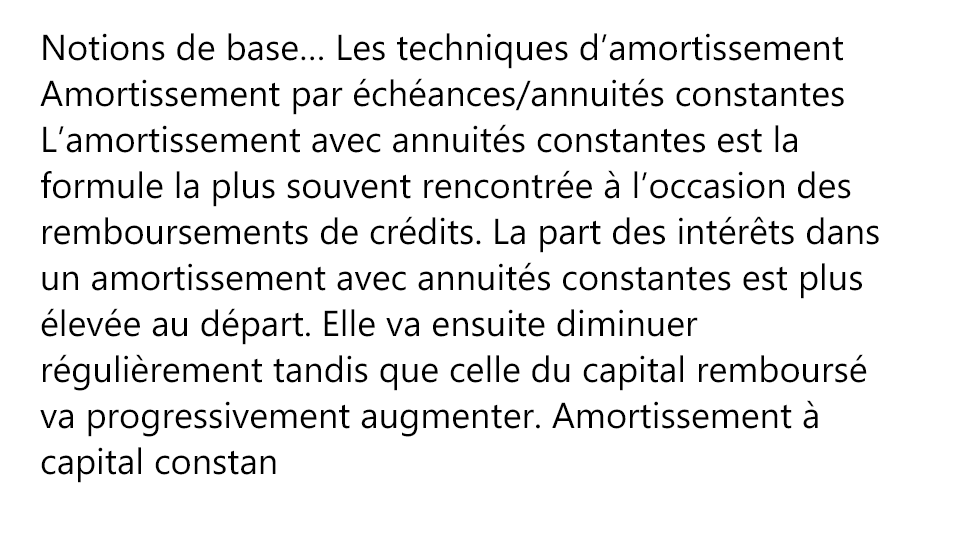 Notions de base... Les techniques d’amortissement
Amortissement par échéances/annuités constantes
L’amortissement avec annuités constantes est la
formule la plus souvent rencontrée à l’occasion des
remboursements de crédits. La part des intérêts dans
un amortissement avec annuités constantes est plus
élevée au départ. Elle va ensuite diminuer
régulièrement tandis que celle du capital remboursé
va progressivement augmenter. Amortissement à
capital constan